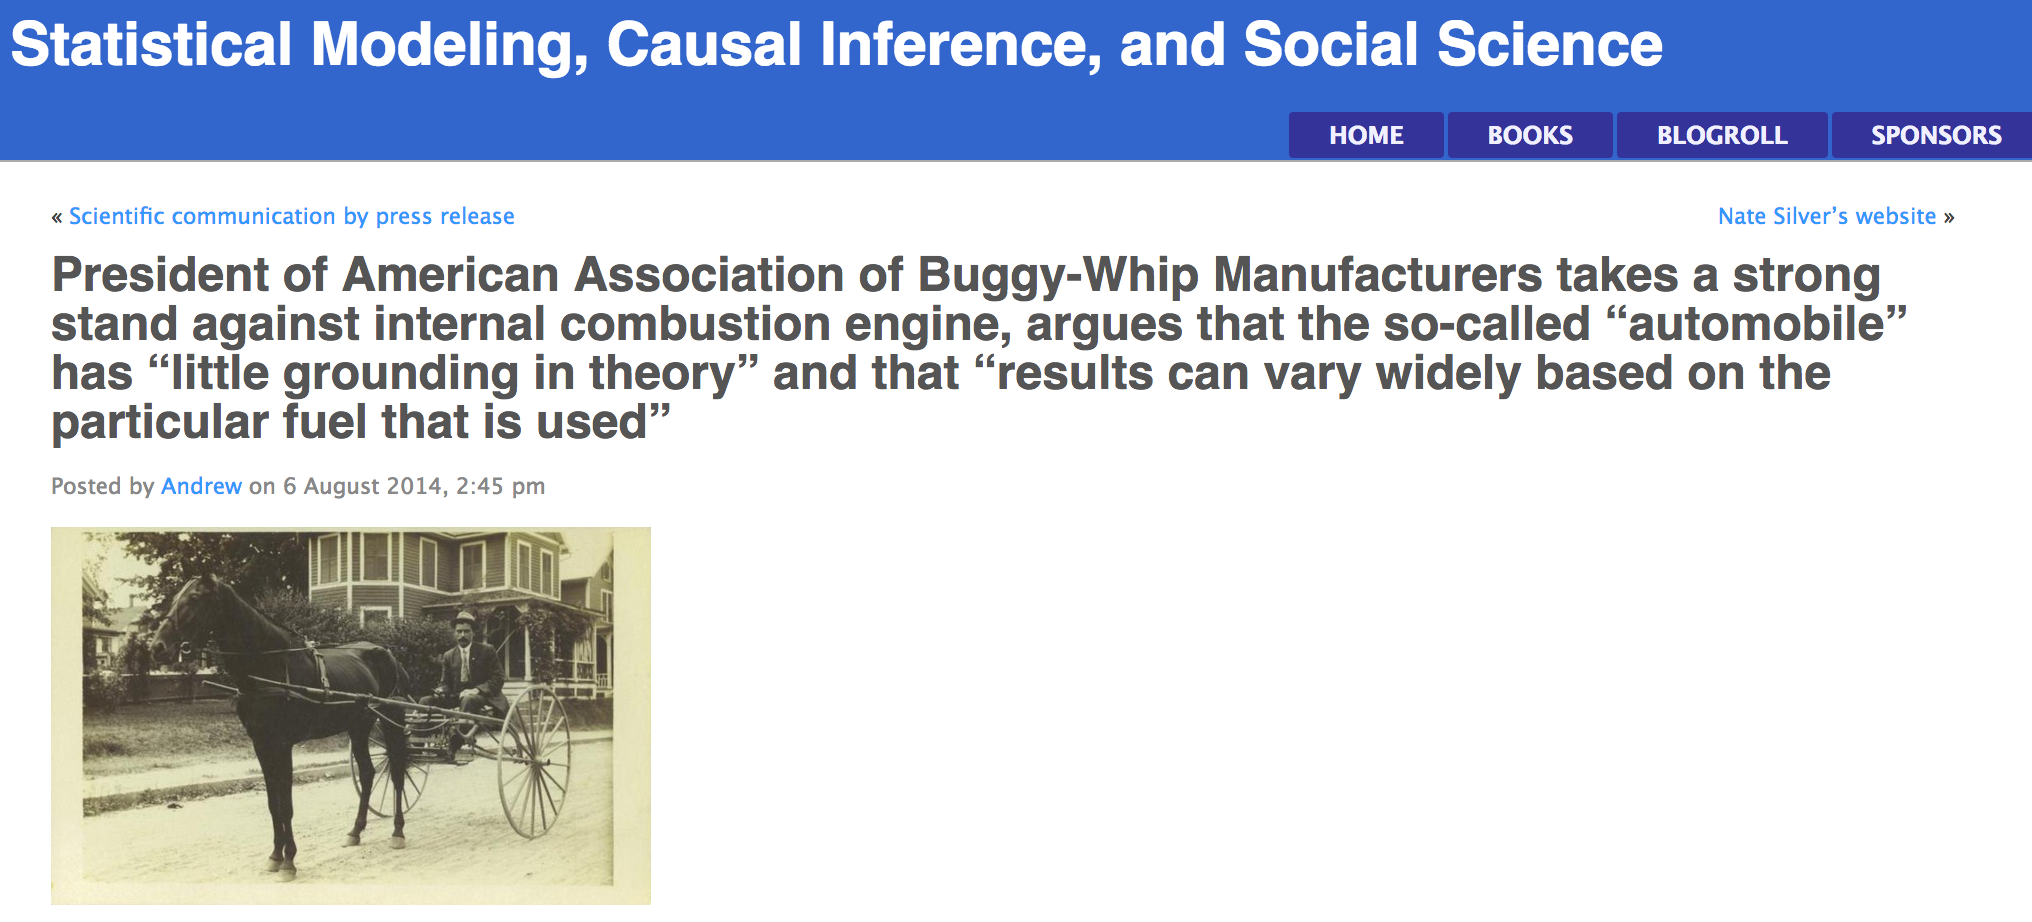 Statistical Modeling, Causal Inference, and Social Science
HOME BOOKS BLOGROLL SPONSORS
« Scientific communication by press release
Nate Silver’s website »
President of American Association of Buggy-Whip Manufacturers takes a strong
stand against internal combustion engine, argues that the so-called “automobile”
has “little grounding in theory” and that “results can vary widely based on the
particular fuel that is used”
Posted by Andrew on 6 August 2014, 2:45 pm